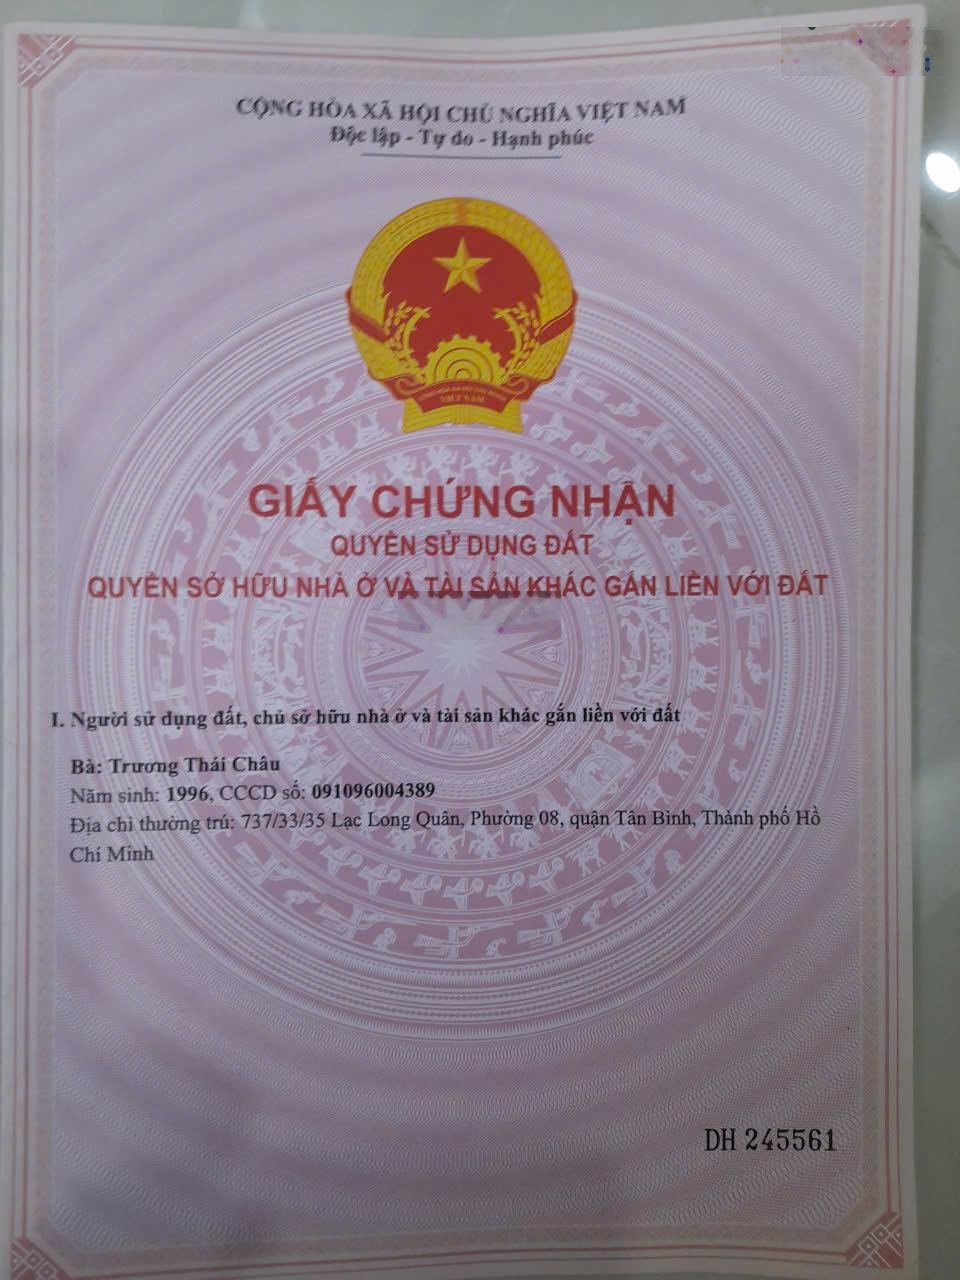 CỘNG HÒA XÃ HỘI CHỦ NGHĨA VIỆT NAM
Độc lập - Tự do - Hạnh phúc
VIỆT NAM
GIẤY CHỨNG NHẬN
QUYỀN SỬ DỤNG ĐẤT
QUYỀN SỞ HỮU NHÀ Ở VÀ TÀI SẢN KHÁC GẮN LIỀN VỚI ĐẤT
I. Người sử dụng đất, chủ sở hữu nhà ở và tài sản khác gắn liền với đất
Bà: Trương Thái Châu
Năm sinh: 1996, CCCD số: 091096004389
Địa chỉ thường trú: 737/33/35 Lạc Long Quân, Phường 08, quận Tân Bình, Thành phố Hồ
Chí Minh
DH 245561